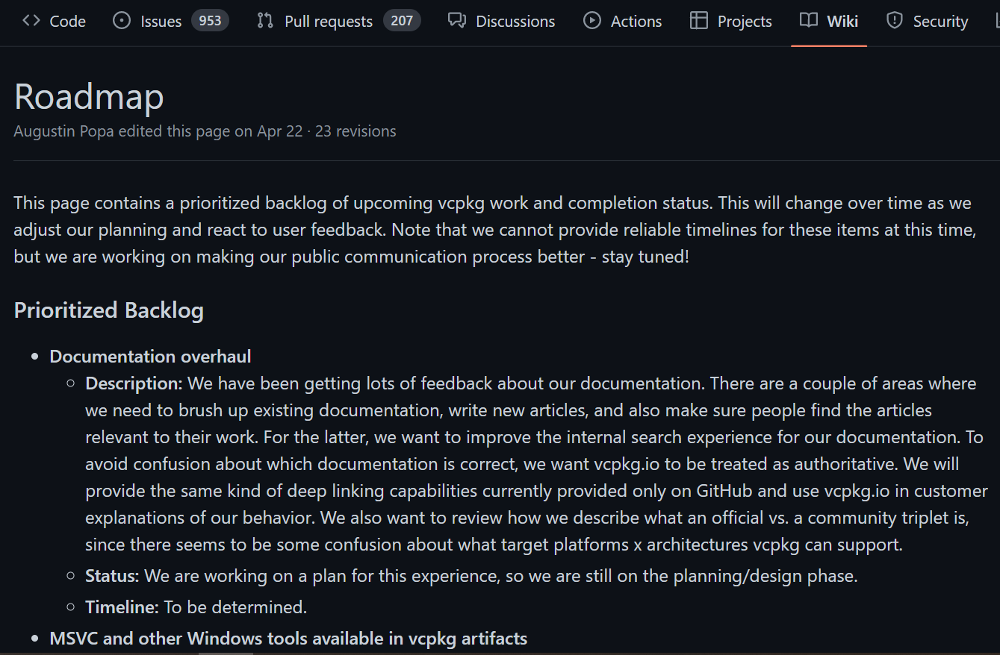 Code Issues 953 Pull requests 207 Discussions Actions Projects Wiki Security
Roadmap
Augustin Popa edited this page on Apr 22 · 23 revisions
This page contains a prioritized backlog of upcoming vcpkg work and completion status. This will change over time as we
adjust our planning and react to user feedback. Note that we cannot provide reliable timelines for these items at this time,
but we are working on making our public communication process better - stay tuned!
Prioritized Backlog
• Documentation overhaul
○ Description: We have been getting lots of feedback about our documentation. There are a couple of areas where
we need to brush up existing documentation, write new articles, and also make sure people find the articles
relevant to their work. For the latter, we want to improve the internal search experience for our documentation. To
avoid confusion about which documentation is correct, we want vcpkg.io to be treated as authoritative. We will
provide the same kind of deep linking capabilities currently provided only on GitHub and use vcpkg.io in customer
explanations of our behavior. We also want to review how we describe what an official vs. a community triplet is,
since there seems to be some confusion about what target platforms x architectures vcpkg can support.
○ Status: We are working on a plan for this experience, so we are still on the planning/design phase.
○ Timeline: To be determined.
• MSVC and other Windows tools available in vcpkg artifacts